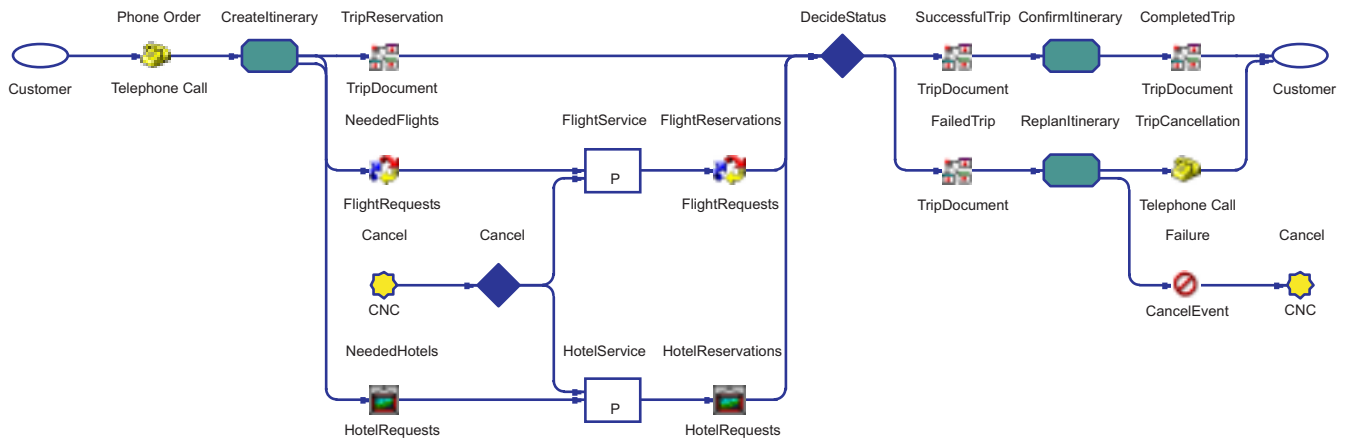 Phone Order
CreateItinerary
TripReservation
DecideStatus
SuccessfulTrip
ConfirmItinerary
CompletedTrip
Customer
Telephone Call
TripDocument
TripDocument
TripDocument
Customer
NeededFlights
FlightService
FlightReservations
FailedTrip
ReplanItinerary
TripCancellation
P
FlightRequests
FlightRequests
TripDocument
Telephone Call
Cancel
Cancel
Failure
Cancel
CNC
CancelEvent
CNC
NeededHotels
HotelService
HotelReservations
P
HotelRequests
HotelRequests